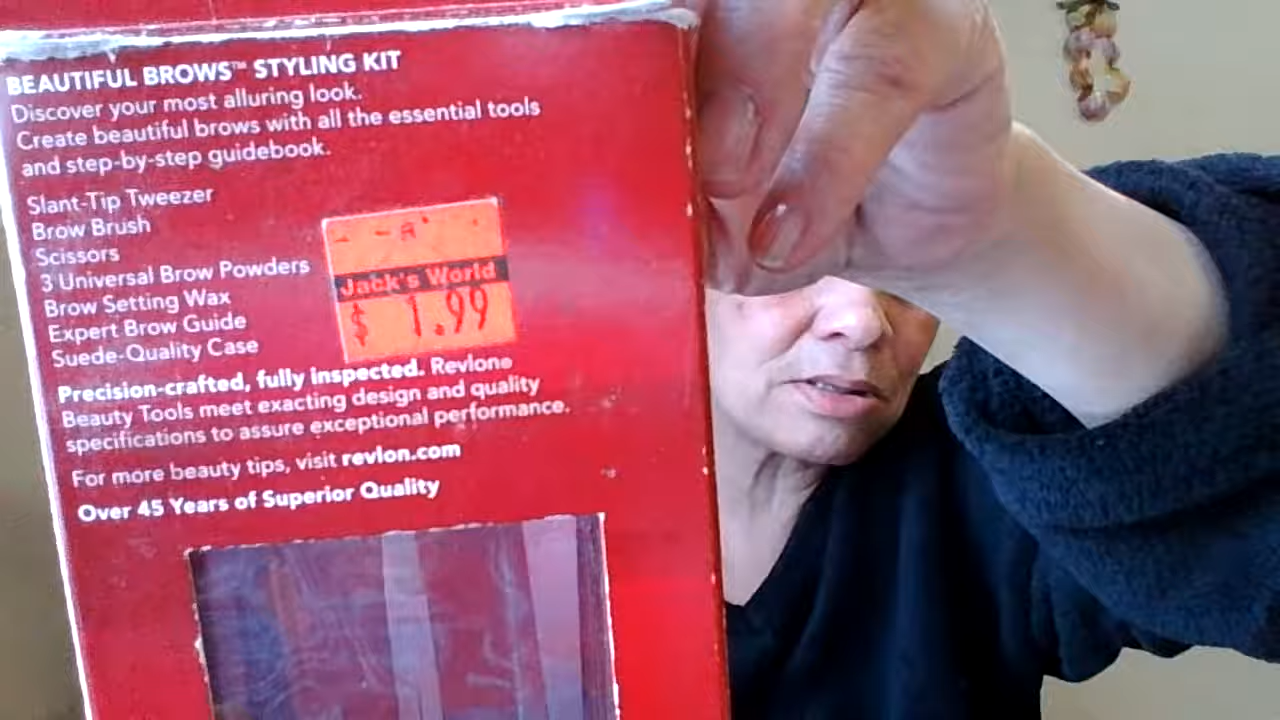 BEAUTIFUL BROWS™ STYLING KIT
Discover your most alluring look.
Create beautiful brows with all the essential tools
and step-by-step guidebook.
Slant-Tip Tweezer
Brow Brush
Scissors
3 Universal Brow Powders
Brow Setting Wax
Expert Brow Guide
Suede-Quality Case
Jack's World
$ 1.99
Precision-crafted, fully inspected. Revlon®
Beauty Tools meet exacting design and quality
specifications to assure exceptional performance.
For more beauty tips, visit revlon.com
Over 45 Years of Superior Quality